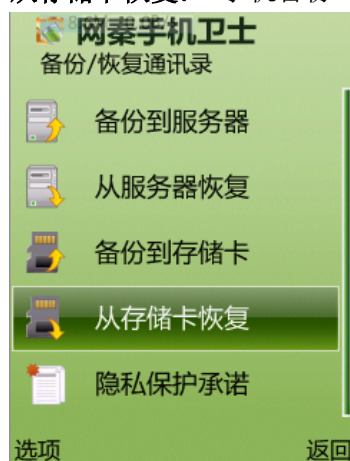 网秦手机卫士
备份/恢复通讯录
备份到服务器
从服务器恢复
备份到存储卡
从存储卡恢复
隐私保护承诺
选项 返回